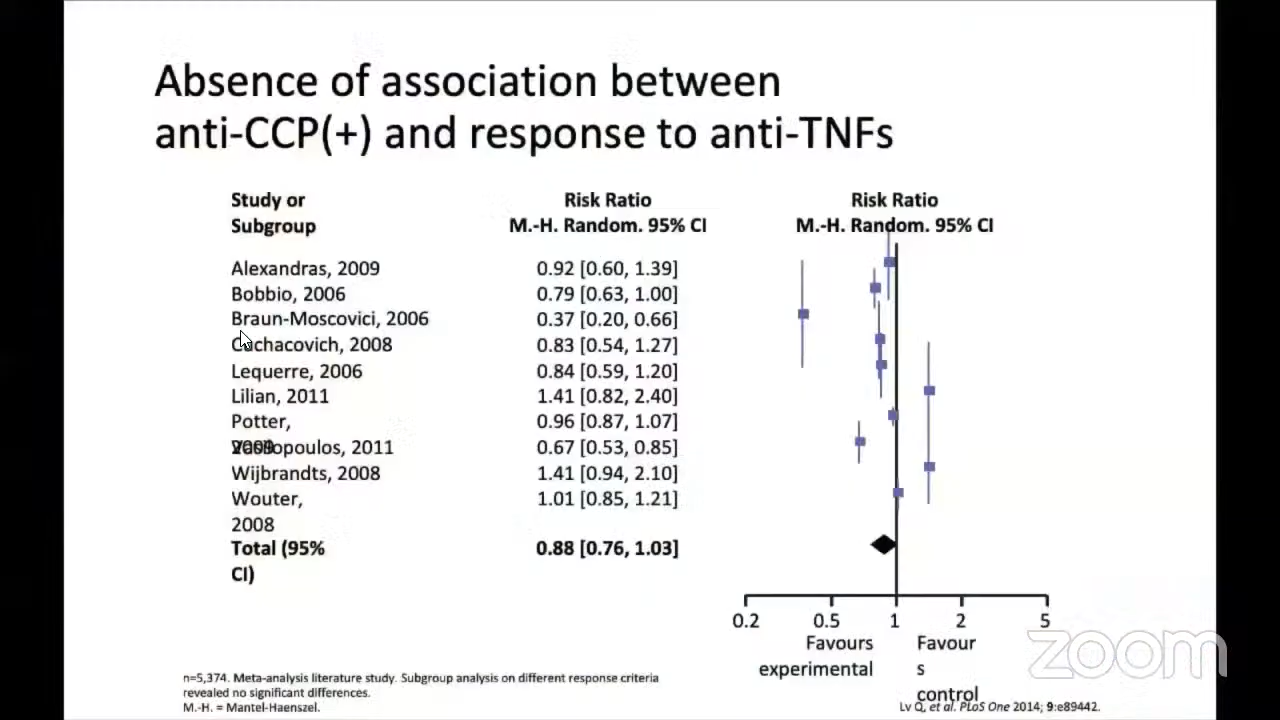 Absence of association between
anti-CCP(+) and response to anti-TNFs
Study or
Subgroup
Risk Ratio
M.-H. Random. 95% CI
Risk Ratio
M.-H. Random. 95% CI
Alexandras, 2009 0.92 [0.60, 1.39]
Bobbio, 2006 0.79 [0.63, 1.00]
Braun-Moscovici, 2006 0.37 [0.20, 0.66]
Cuchacovich, 2008 0.83 [0.54, 1.27]
Lequerre, 2006 0.84 [0.59, 1.20]
Lilian, 2011 1.41 [0.82, 2.40]
Potter, 0.96 [0.87, 1.07]
2009
Vasilopoulos, 2011 0.67 [0.53, 0.85]
Wijbrandts, 2008 1.41 [0.94, 2.10]
Wouter, 1.01 [0.85, 1.21]
2008
Total (95% 0.88 [0.76, 1.03]
CI)
0.2 0.5 1 2 5
Favours
experimental
Favour
s
control
zoom
n=5,374. Meta-analysis literature study. Subgroup analysis on different response criteria
revealed no significant differences.
M.-H. = Mantel-Haenszel.
Lv Q, et al. PLoS One 2014; 9:e89442.